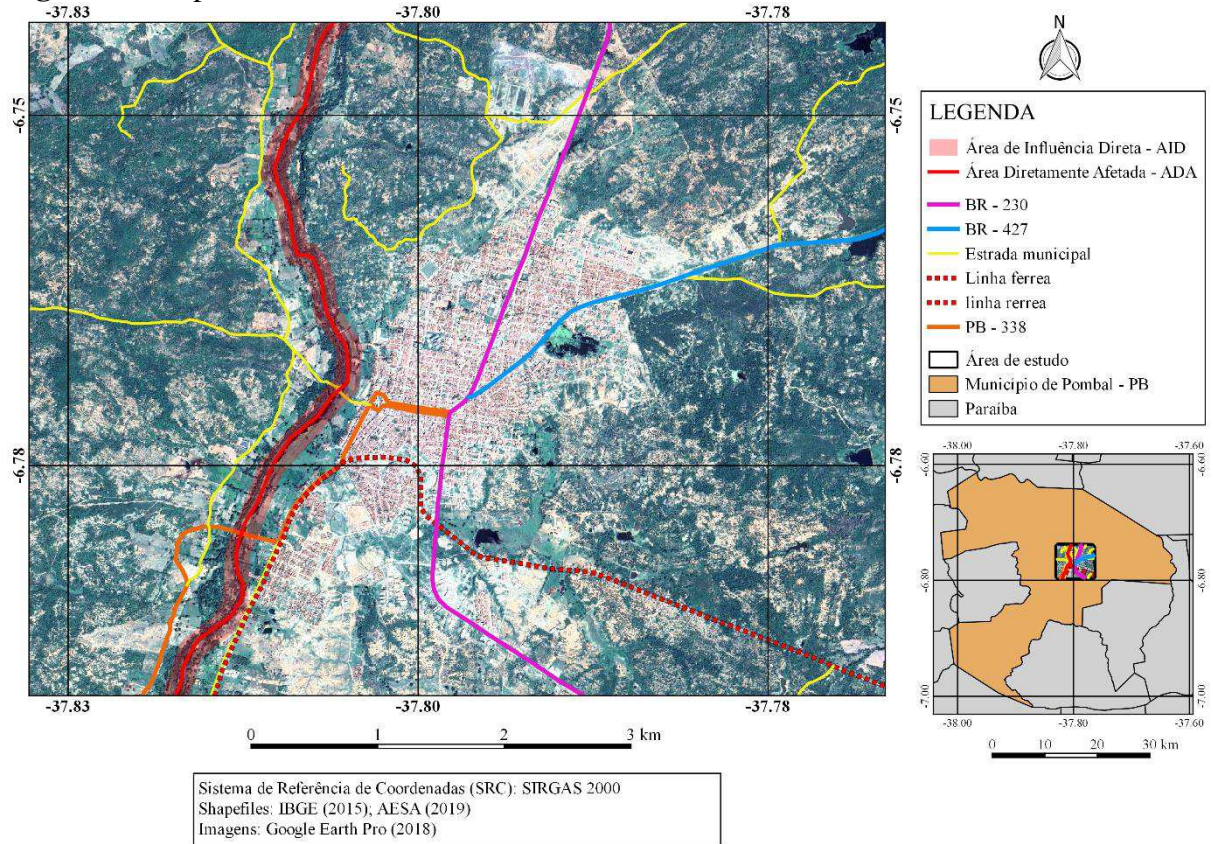 -37.83 -37.80 -37.78
-6.75 -6.75
-6.78 -6.78
-37.83 -37.80 -37.78
0 1 2 3 km
Sistema de Referência de Coordenadas (SRC): SIRGAS 2000
Shapefiles: IBGE (2015); AESA (2019)
Imagens: Google Earth Pro (2018)
N
LEGENDA
Área de Influência Direta - AID
Área Diretamente Afetada - ADA
BR - 230
BR - 427
Estrada municipal
Linha ferrea
linha rerrea
PB - 338
Área de estudo
Município de Pombal - PB
Paraíba
-38.00 -37.80 -37.60
-6.60 -6.60
-6.80 -6.80
-7.00 -7.00
-38.00 -37.80 -37.60
0 10 20 30 km